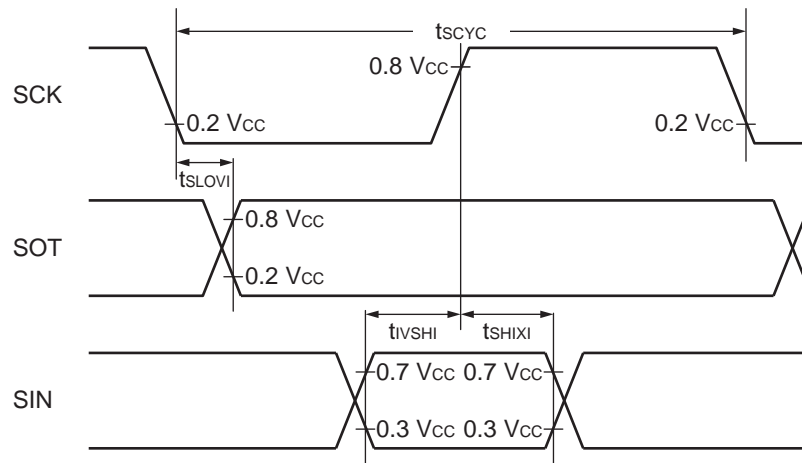 tSCYC
SCK
0.8 VCC
0.2 VCC
0.2 VCC
tSLOVI
SOT
0.8 VCC
0.2 VCC
tIVSHI
tSHIXI
SIN
0.7 VCC
0.7 VCC
0.3 VCC
0.3 VCC